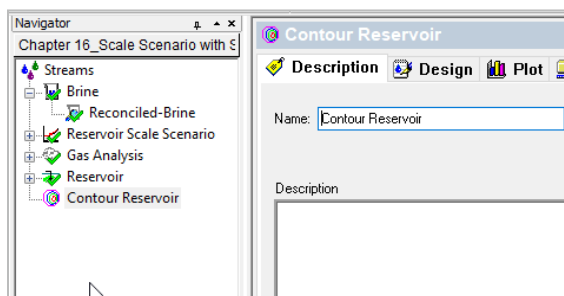 Navigator
Chapter 16_Scale Scenario with S
Streams
Brine
Reconciled-Brine
Reservoir Scale Scenario
Gas Analysis
Reservoir
Contour Reservoir
Contour Reservoir
Description Design Plot
Name: Contour Reservoir
Description